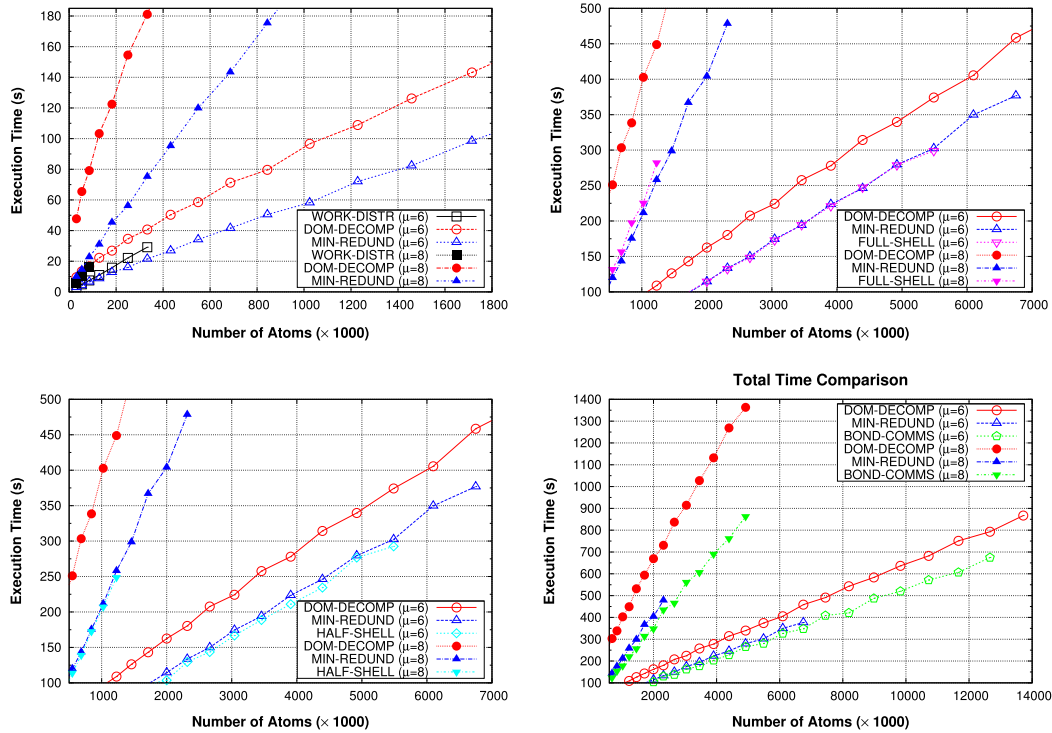 180
160
140
120
100
80
60
40
20
0
Execution Time (s)
200 400 600 800 1000 1200 1400 1600 1800
Number of Atoms (× 1000)
WORK-DISTR (μ=6)
DOM-DECOMP (μ=6)
MIN-REDUND (μ=6)
WORK-DISTR (μ=8)
DOM-DECOMP (μ=8)
MIN-REDUND (μ=8)
500
450
400
350
300
250
200
150
100
Execution Time (s)
1000 2000 3000 4000 5000 6000 7000
Number of Atoms (× 1000)
DOM-DECOMP (μ=6)
MIN-REDUND (μ=6)
FULL-SHELL (μ=6)
DOM-DECOMP (μ=8)
MIN-REDUND (μ=8)
FULL-SHELL (μ=8)
500
450
400
350
300
250
200
150
100
Execution Time (s)
1000 2000 3000 4000 5000 6000 7000
Number of Atoms (× 1000)
DOM-DECOMP (μ=6)
MIN-REDUND (μ=6)
HALF-SHELL (μ=6)
DOM-DECOMP (μ=8)
MIN-REDUND (μ=8)
HALF-SHELL (μ=8)
Total Time Comparison
1400
1300
1200
1100
1000
900
800
700
600
500
400
300
200
100
Execution Time (s)
2000 4000 6000 8000 10000 12000 14000
Number of Atoms (× 1000)
DOM-DECOMP (μ=6)
MIN-REDUND (μ=6)
BOND-COMMS (μ=6)
DOM-DECOMP (μ=8)
MIN-REDUND (μ=8)
BOND-COMMS (μ=8)